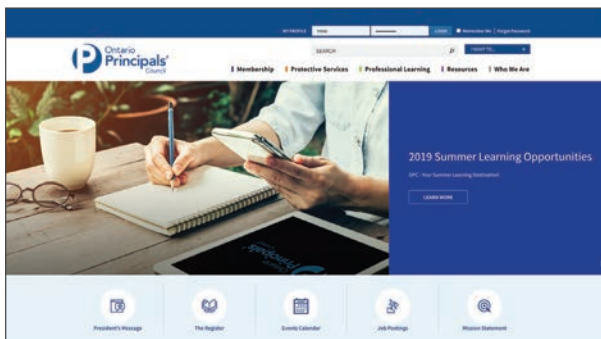 MY PROFILE
LOGIN
Remember Me | Forgot Password
Ontario
Principals'
Council
SEARCH
I WANT TO...
Membership
Protective Services
Professional Learning
Resources
Who We Are
2019 Summer Learning Opportunities
OPC - Your Summer Learning Destination!
LEARN MORE
Principals'
Council
President's Message
The Register
Events Calendar
Job Postings
Mission Statement